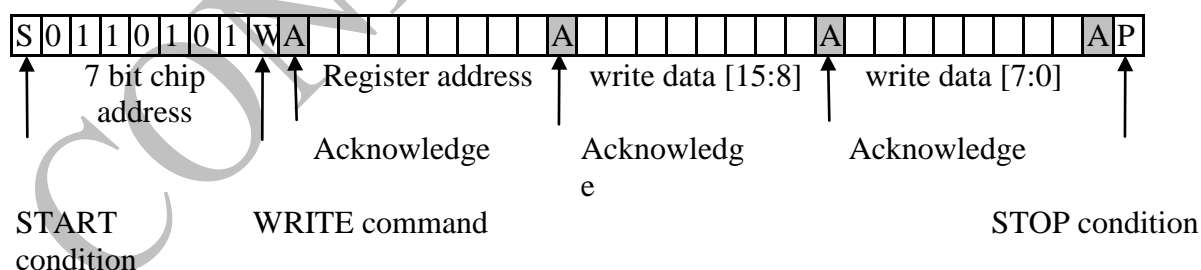 S 0 1 1 0 1 0 1 W A A A A P
7 bit chip address Register address write data [15:8] write data [7:0]
Acknowledge Acknowledg e Acknowledge
START condition WRITE command STOP condition
CON